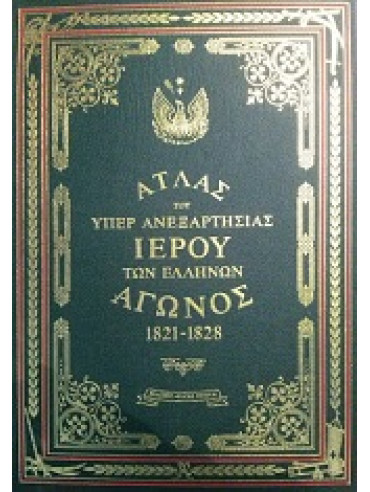 ΑΤΛΑΣ
ΤΟΥ
ΥΠΕΡ ΑΝΕΞΑΡΤΗΣΙΑΣ
ΙΕΡΟΥ
ΤΩΝ ΕΛΛΗΝΩΝ
ΑΓΩΝΟΣ
1821-1828